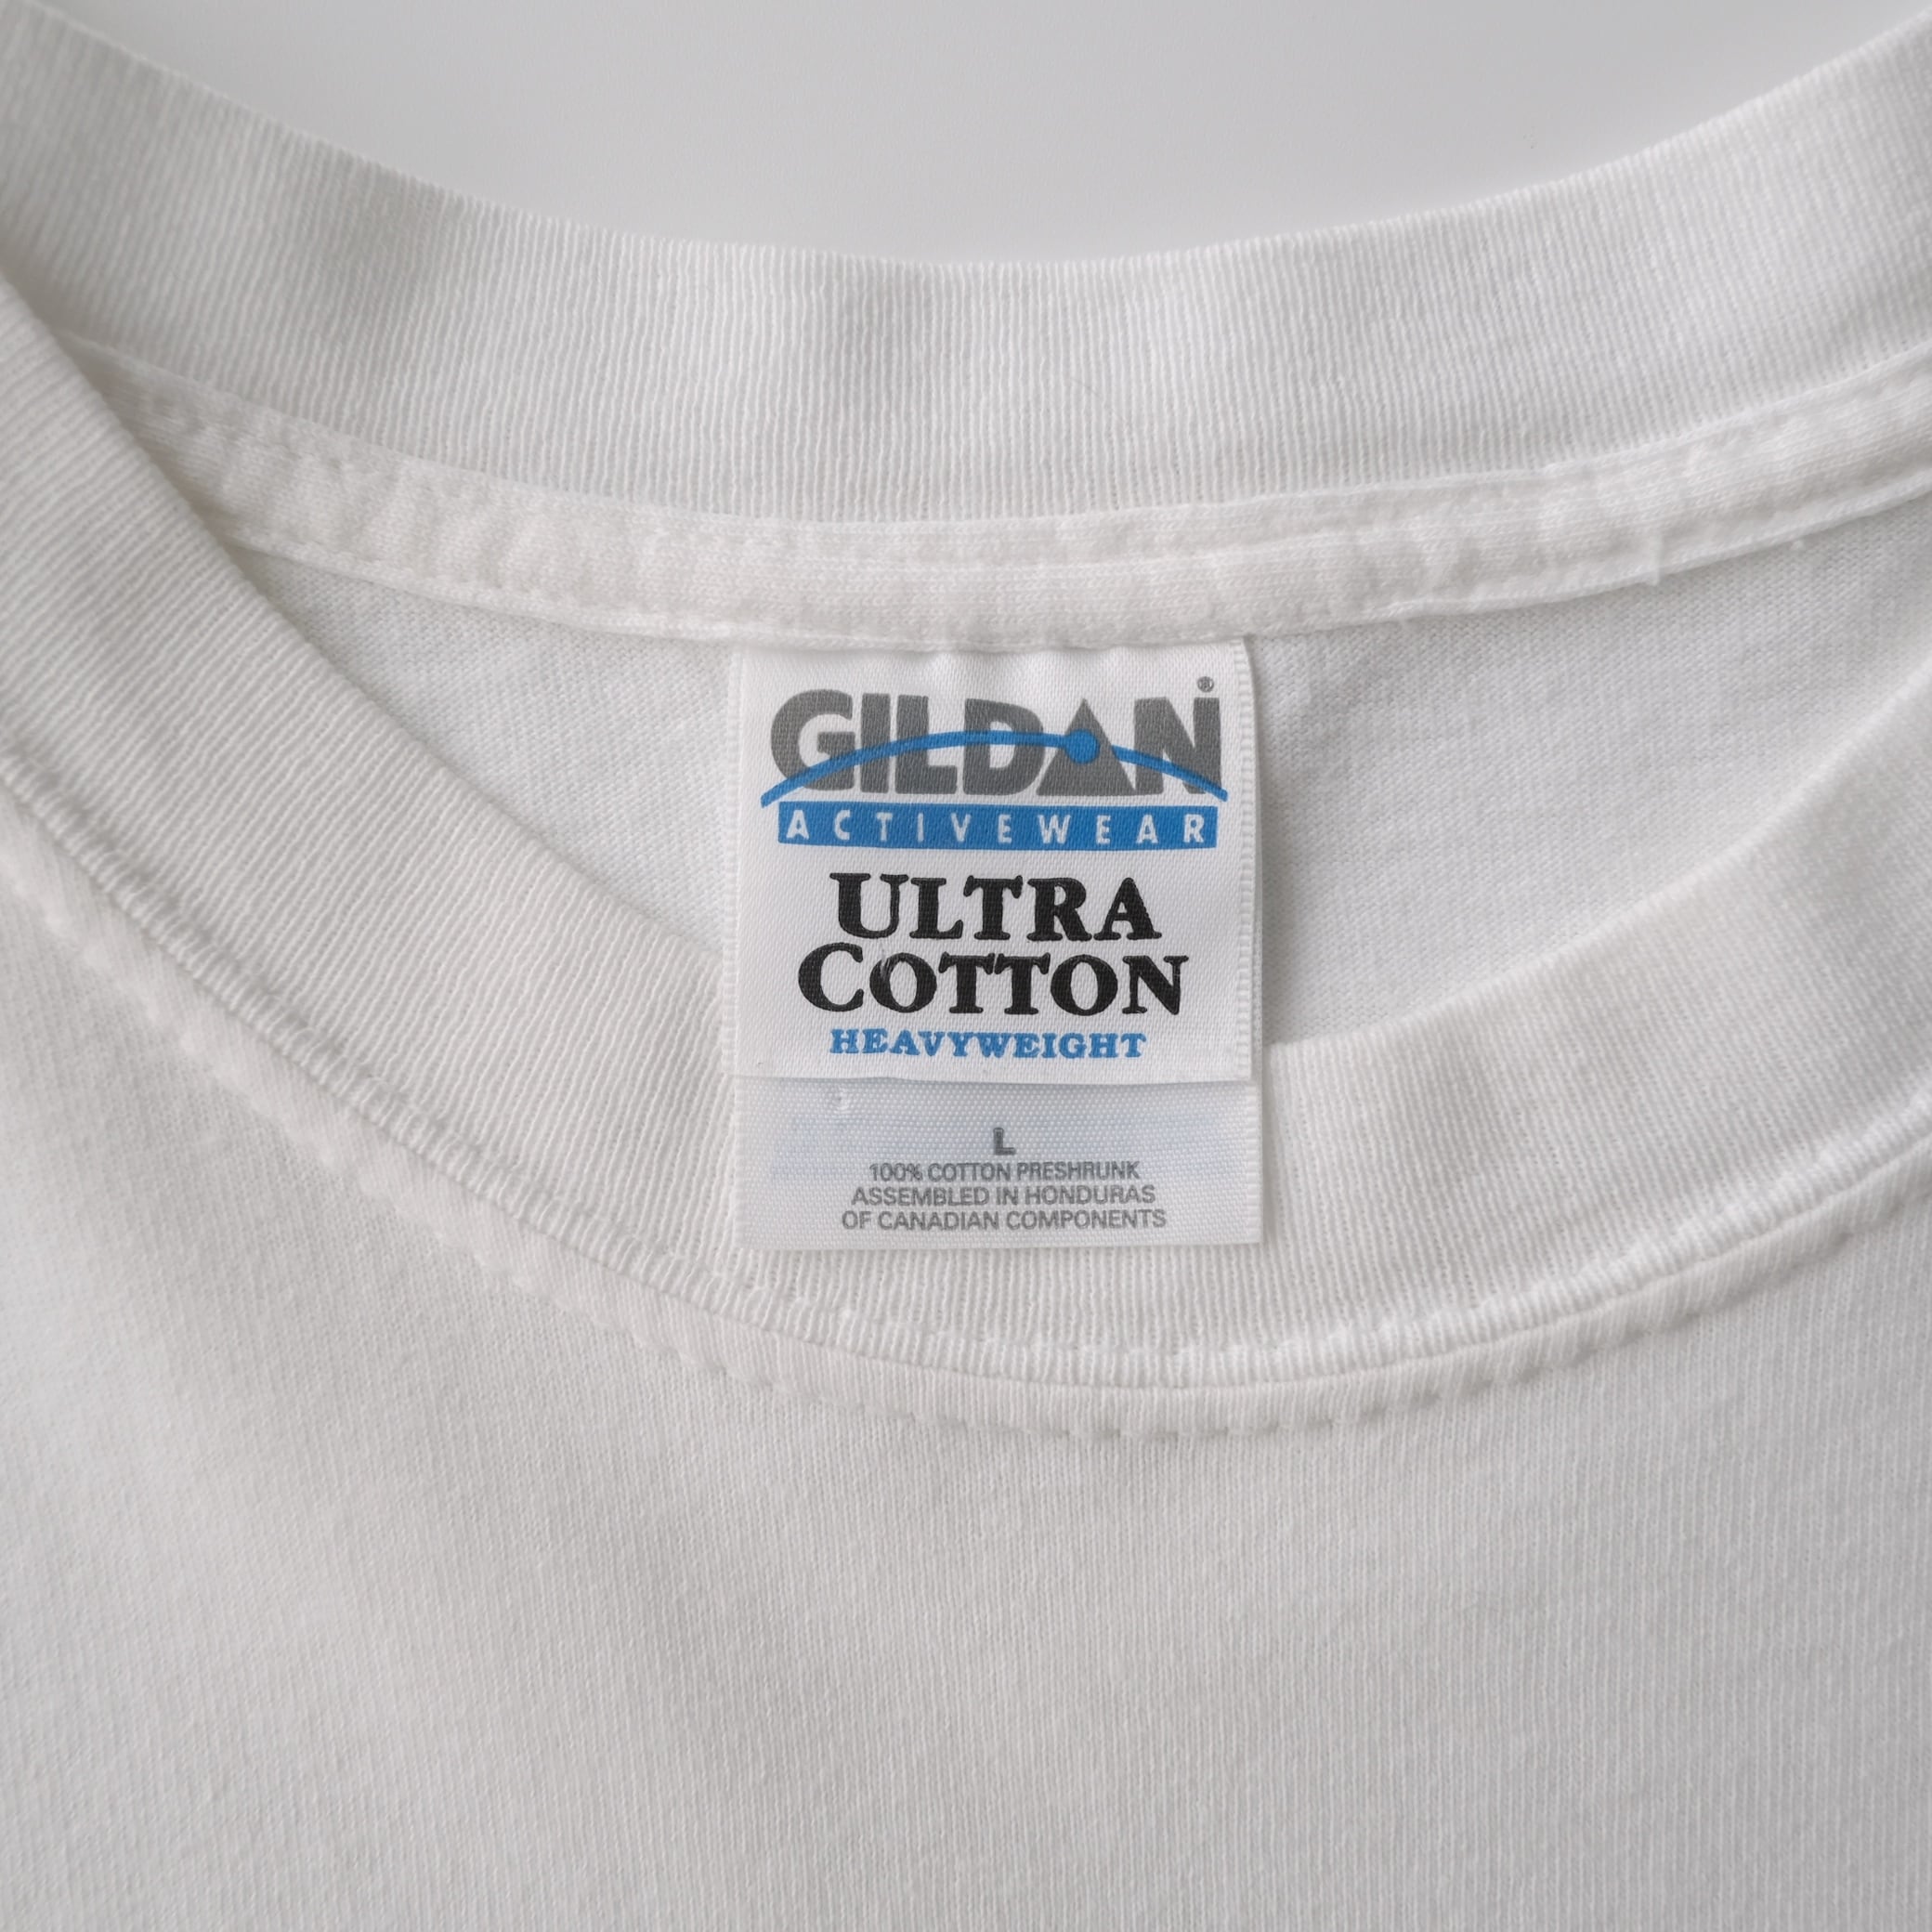 GILDAN®
ACTIVEWEAR
ULTRA
COTTON
HEAVYWEIGHT
L
100% COTTON PRESHRUNK
ASSEMBLED IN HONDURAS
OF CANADIAN COMPONENTS